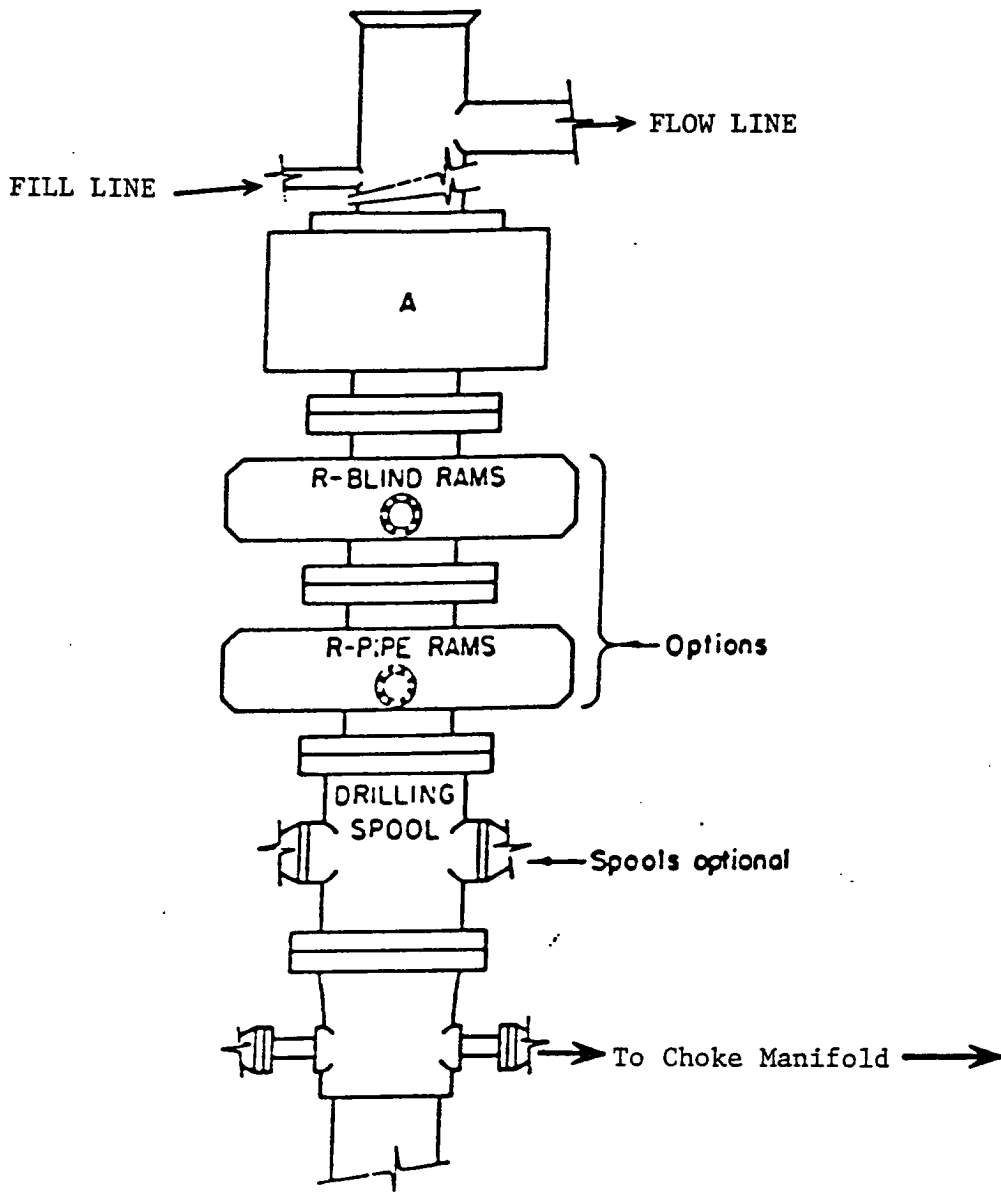 FLOW LINE
FILL LINE
A
R-BLIND RAMS
R-PIPE RAMS
Options
DRILLING
SPOOL
Spools optional
To Choke Manifold